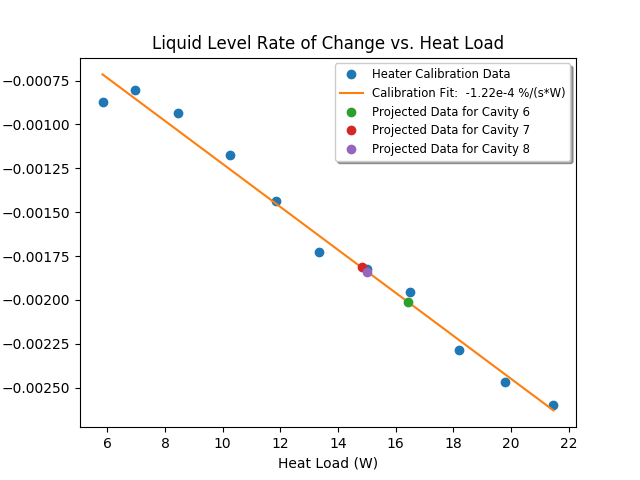 Liquid Level Rate of Change vs. Heat Load
Heater Calibration Data
Calibration Fit:  -1.22e-4 %/(s*W)
Projected Data for Cavity 6
Projected Data for Cavity 7
Projected Data for Cavity 8
−0.00075
−0.00100
−0.00125
−0.00150
−0.00175
−0.00200
−0.00225
−0.00250
6 8 10 12 14 16 18 20 22
Heat Load (W)